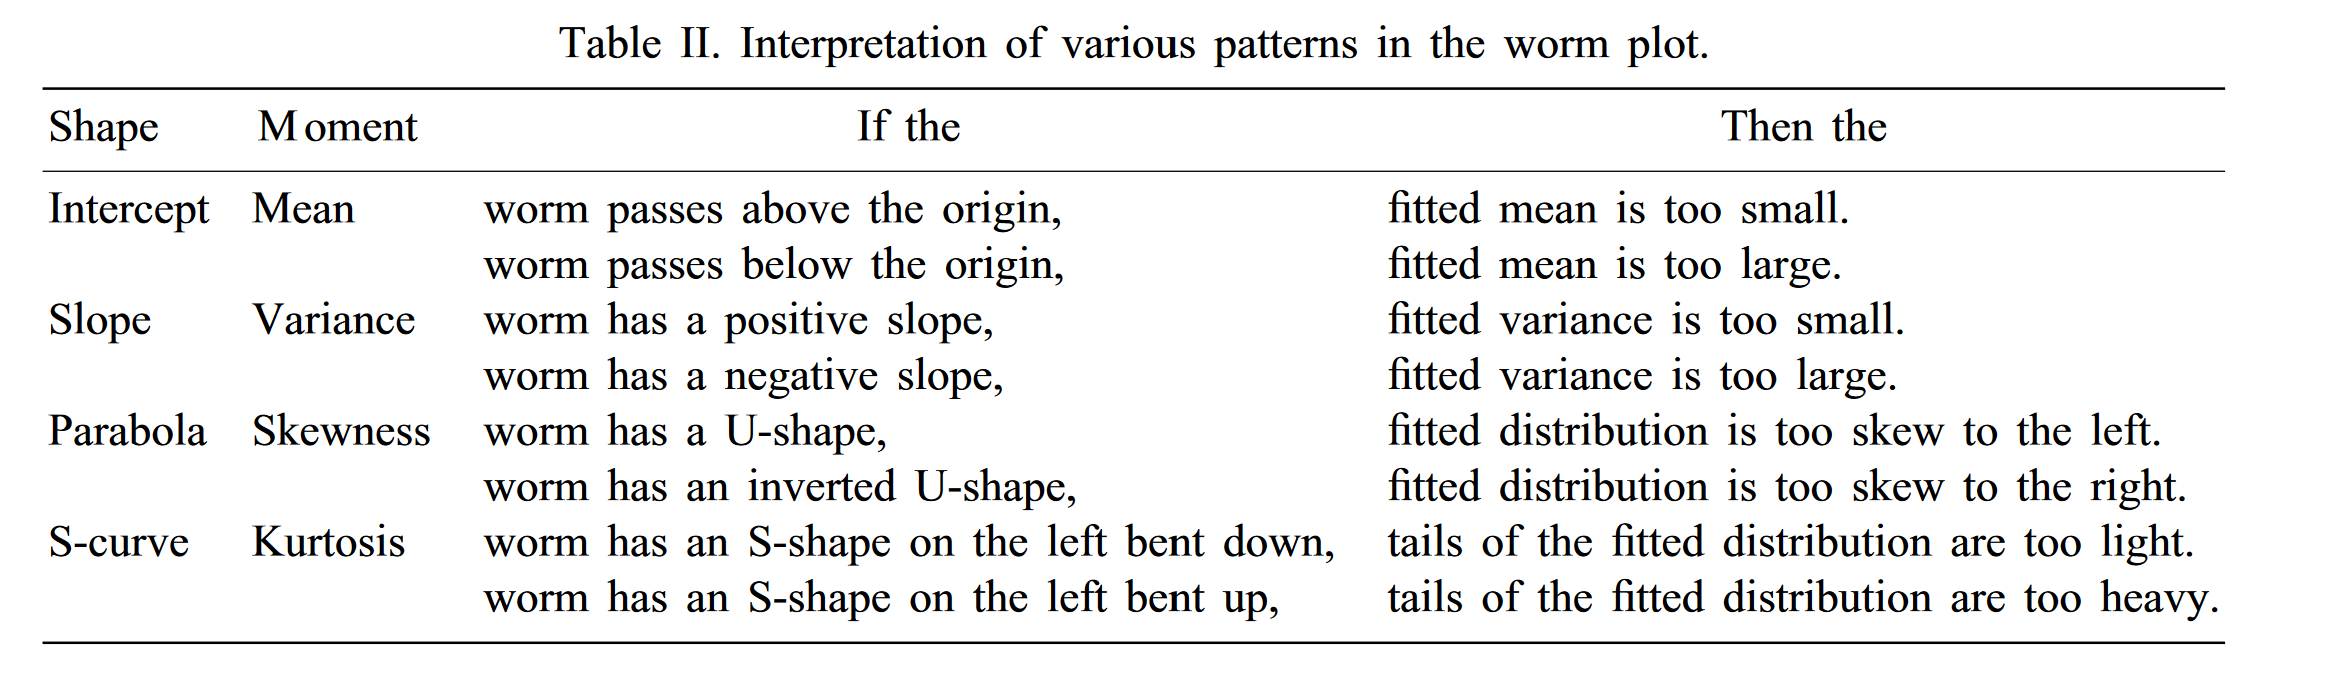 Table II. Interpretation of various patterns in the worm plot.
Shape Moment If the Then the
Intercept Mean worm passes above the origin, fitted mean is too small.
worm passes below the origin, fitted mean is too large.
Slope Variance worm has a positive slope, fitted variance is too small.
worm has a negative slope, fitted variance is too large.
Parabola Skewness worm has a U-shape, fitted distribution is too skew to the left.
worm has an inverted U-shape, fitted distribution is too skew to the right.
S-curve Kurtosis worm has an S-shape on the left bent down, tails of the fitted distribution are too light.
worm has an S-shape on the left bent up, tails of the fitted distribution are too heavy.